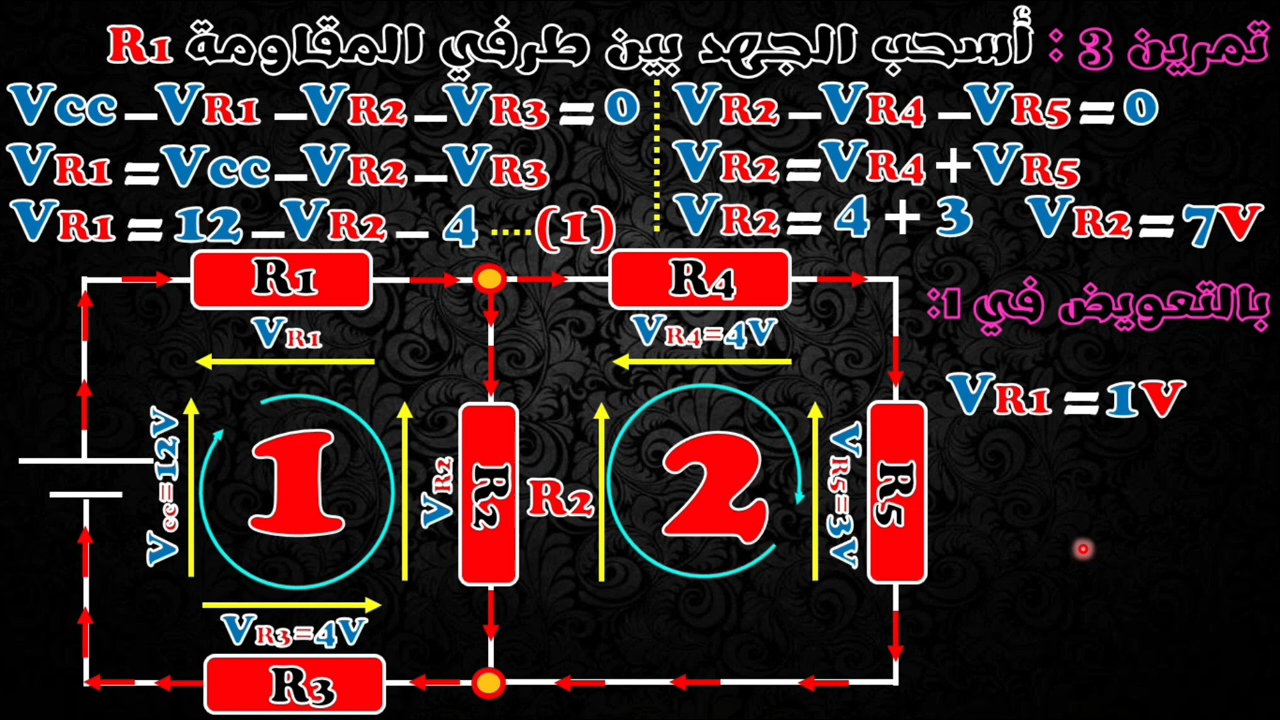 تمرين 3 : أسحب الجهد بين طرفي المقاومة R1
Vcc – VR1 – VR2 – VR3 = 0
VR1 = Vcc – VR2 – VR3
VR1 = 12 – VR2 – 4 ....(1)
VR2 – VR4 – VR5 = 0
VR2 = VR4 + VR5
VR2 = 4 + 3 VR2 = 7V
بالتعويض في 1:
VR1 = 1V
R1
VR1
R4
VR4=4V
Vcc=12V
1
VR2
R2
R2
2
VR5=3V
R5
VR3=4V
R3